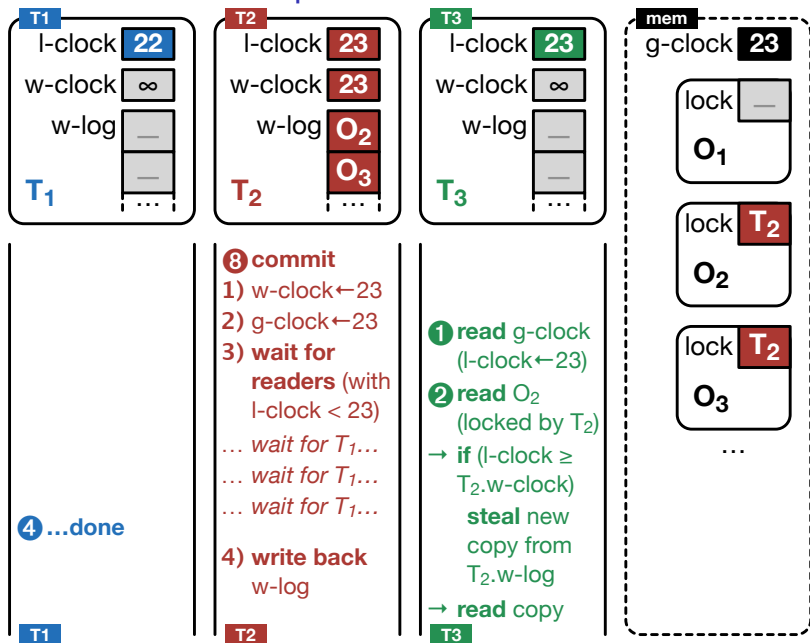 T1
l-clock 22
w-clock ∞
w-log _
_
T1 ...
T2
l-clock 23
w-clock 23
w-log O2
O3
T2 ...
T3
l-clock 23
w-clock ∞
w-log _
_
T3 ...
mem
g-clock 23
lock _
O1
lock T2
O2
lock T2
O3
...
4 ...done
T1
8 commit
1) w-clock←23
2) g-clock←23
3) wait for
readers (with
l-clock < 23)
... wait for T1...
... wait for T1...
... wait for T1...
4) write back
w-log
T2
1 read g-clock
(l-clock←23)
2 read O2
(locked by T2)
→ if (l-clock ≥
T2.w-clock)
steal new
copy from
T2.w-log
→ read copy
T3